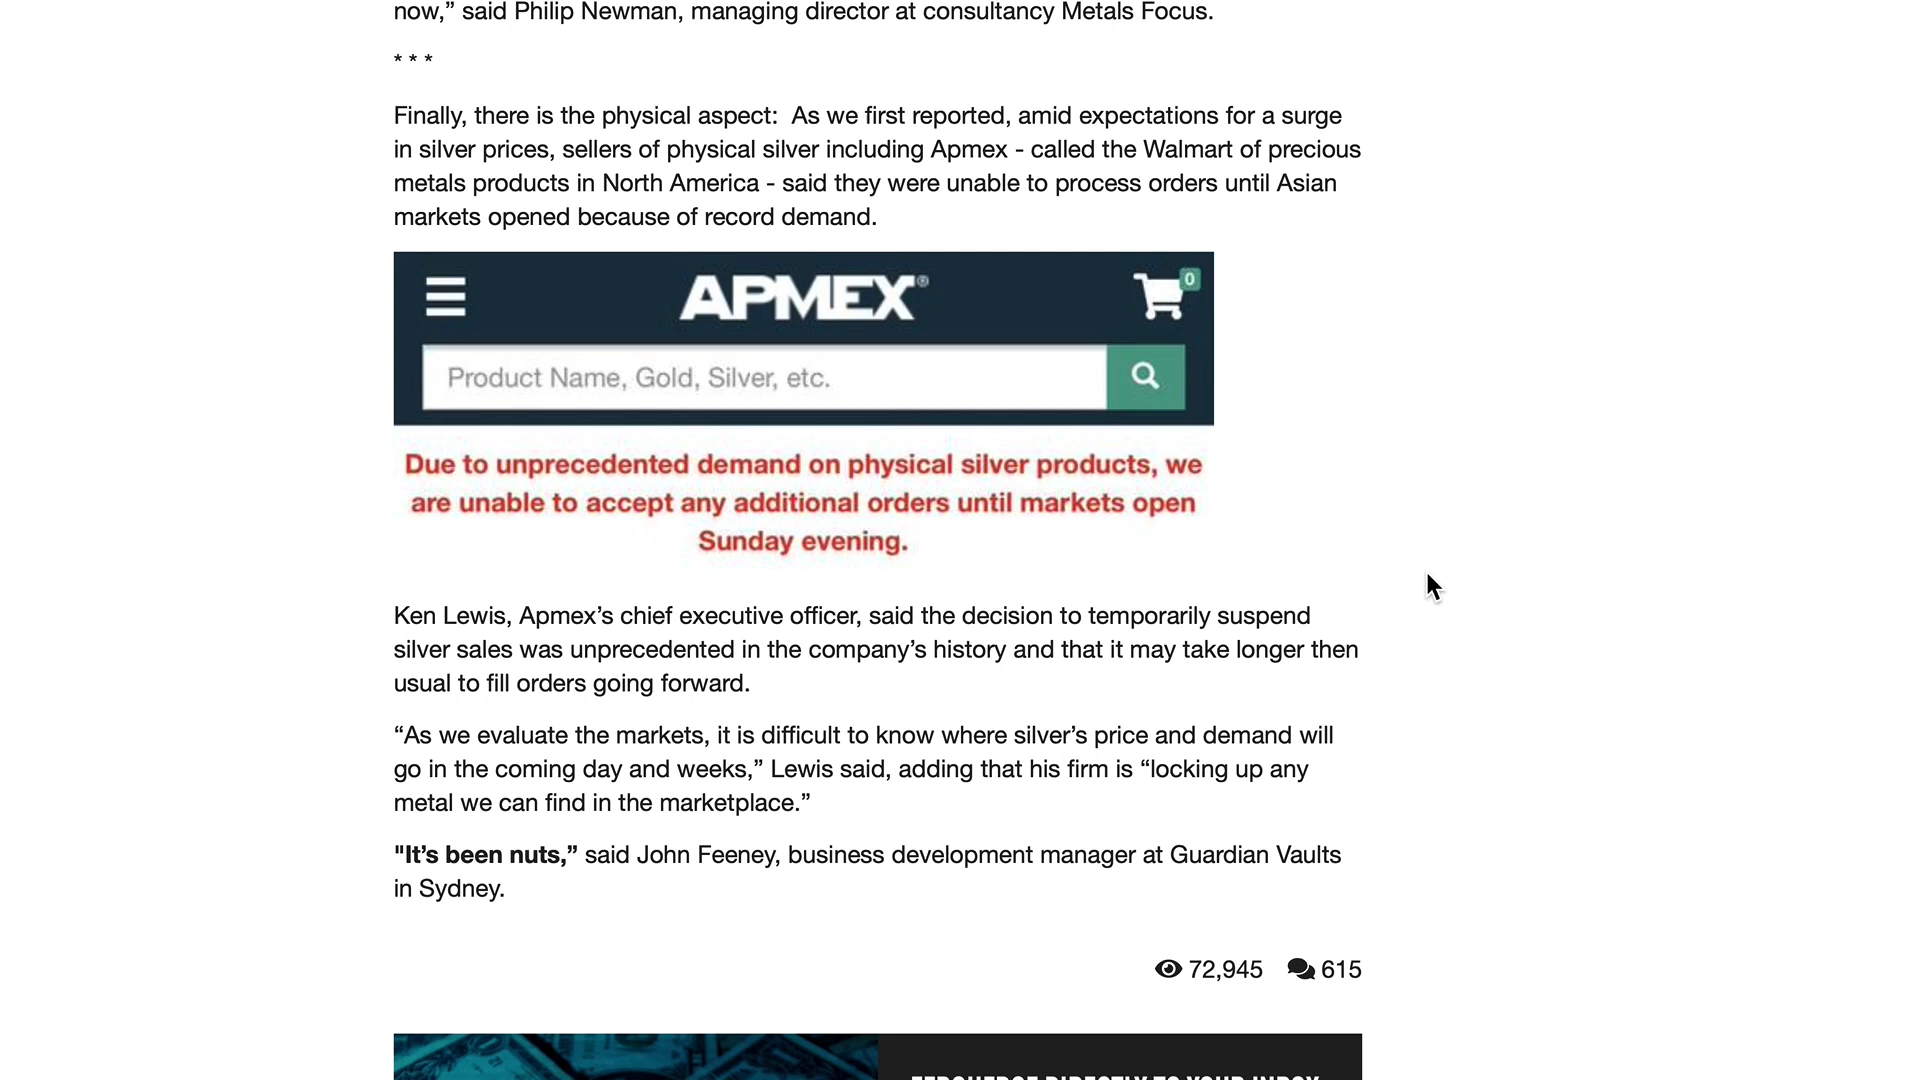 now,” said Philip Newman, managing director at consultancy Metals Focus.
* * *
Finally, there is the physical aspect:  As we first reported, amid expectations for a surge
in silver prices, sellers of physical silver including Apmex - called the Walmart of precious
metals products in North America - said they were unable to process orders until Asian
markets opened because of record demand.
APMEX®
0
Product Name, Gold, Silver, etc.
Due to unprecedented demand on physical silver products, we
are unable to accept any additional orders until markets open
Sunday evening.
Ken Lewis, Apmex’s chief executive officer, said the decision to temporarily suspend
silver sales was unprecedented in the company’s history and that it may take longer then
usual to fill orders going forward.
“As we evaluate the markets, it is difficult to know where silver’s price and demand will
go in the coming day and weeks,” Lewis said, adding that his firm is “locking up any
metal we can find in the marketplace.”
"It’s been nuts,” said John Feeney, business development manager at Guardian Vaults
in Sydney.
72,945 615
DIRECTLY TO YOUR INBOX